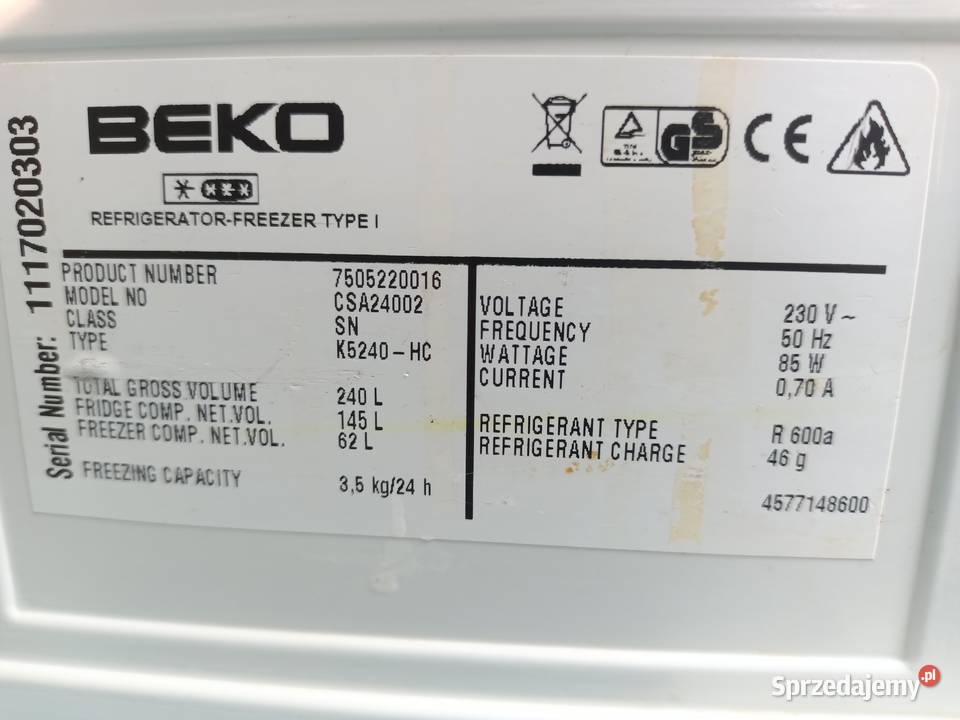 BEKO
REFRIGERATOR-FREEZER TYPE I
GS
CE
Serial Number: 1117020303
PRODUCT NUMBER 7505220016
MODEL NO CSA24002
CLASS SN
TYPE K5240-HC
TOTAL GROSS VOLUME 240 L
FRIDGE COMP. NET.VOL. 145 L
FREEZER COMP. NET.VOL. 62 L
FREEZING CAPACITY 3,5 kg/24 h
VOLTAGE 230 V ~
FREQUENCY 50 Hz
WATTAGE 85 W
CURRENT 0,70 A
REFRIGERANT TYPE R 600a
REFRIGERANT CHARGE 46 g
4577148600
Sprzedajemy.pl